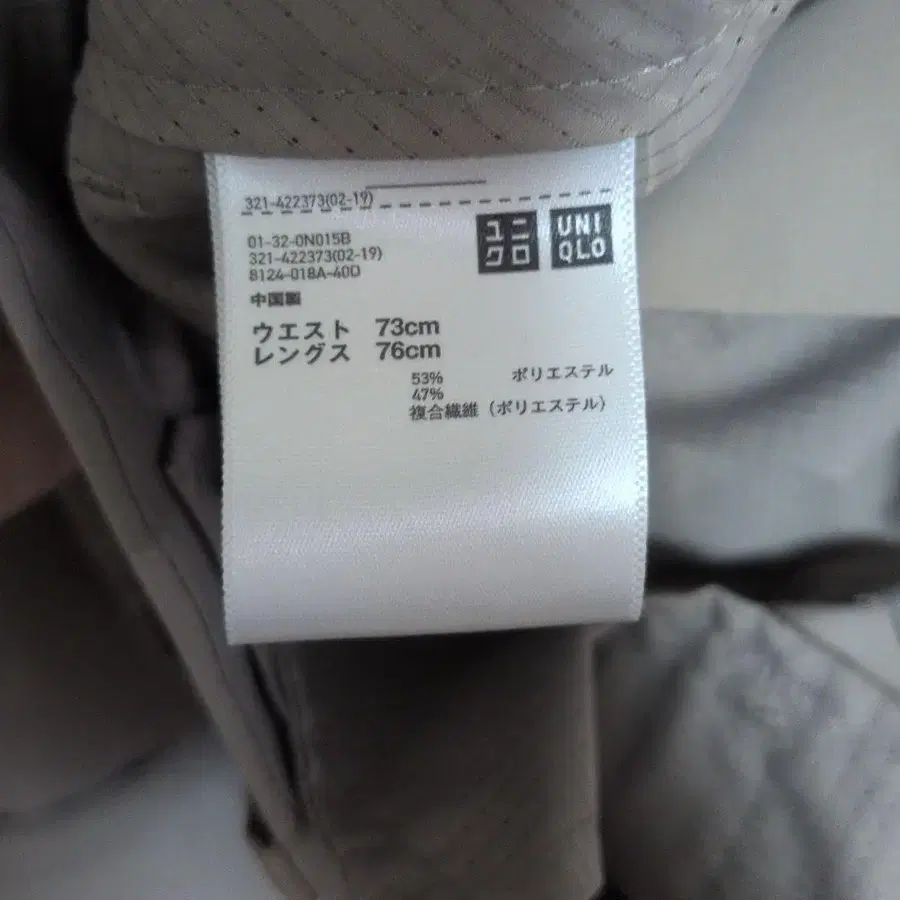 321-422373(02-19)
ユニ
クロ
UNI
QLO
01-32-0N015B
321-422373(02-19)
8124-018A-40D
中国製
ウエスト 73cm
レングス 76cm
53% ポリエステル
47%
複合繊維（ポリエステル）